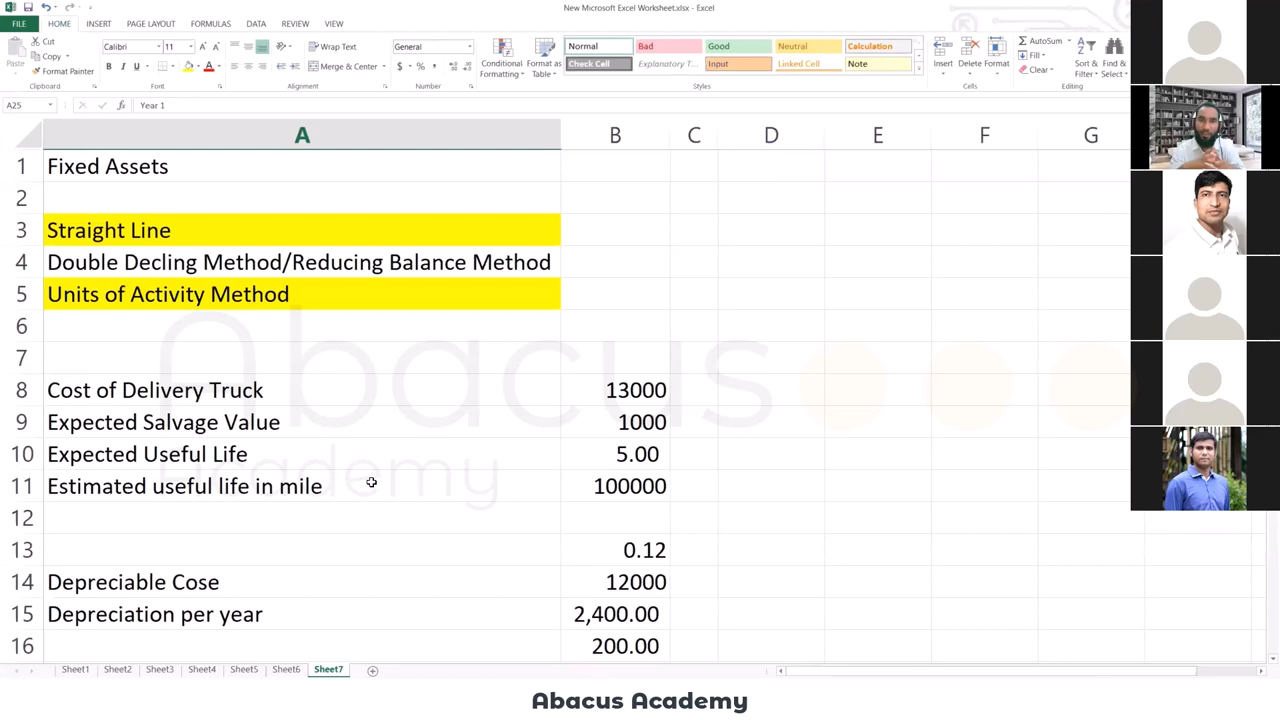 New Microsoft Excel Worksheet.xlsx - Excel
FILE HOME INSERT PAGE LAYOUT FORMULAS DATA REVIEW VIEW
Cut
Copy
Format Painter
Paste
Clipboard
Calibri 11
B I U
Font
Wrap Text
Merge & Center
Alignment
General
$ % ,
Number
Conditional Formatting
Format as Table
Normal Bad Good Neutral Calculation
Check Cell Explanatory T... Input Linked Cell Note
Styles
Insert Delete Format
Cells
AutoSum
Fill
Clear
Sort & Filter
Find & Select
Editing
A25 fx Year 1
A B C D E F G
1 Fixed Assets
2
3 Straight Line
4 Double Decling Method/Reducing Balance Method
5 Units of Activity Method
6
7
8 Cost of Delivery Truck 13000
9 Expected Salvage Value 1000
10 Expected Useful Life 5.00
11 Estimated useful life in mile 100000
12
13 0.12
14 Depreciable Cose 12000
15 Depreciation per year 2,400.00
16 200.00
Abacus
Academy
Sheet1 Sheet2 Sheet3 Sheet4 Sheet5 Sheet6 Sheet7
Abacus Academy